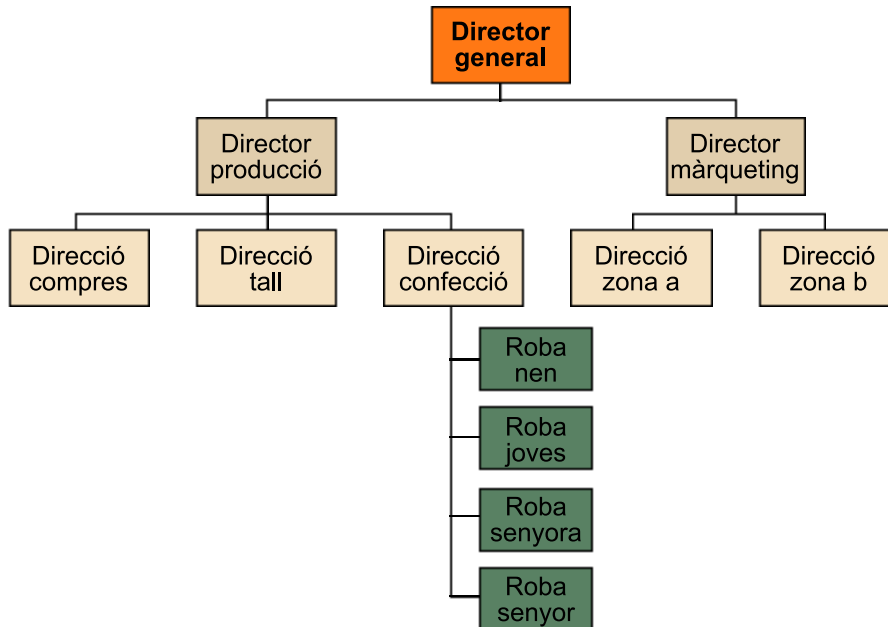 Director
general
Director
producció
Director
màrqueting
Direcció
compres
Direcció
tall
Direcció
confecció
Direcció
zona a
Direcció
zona b
Roba
nen
Roba
joves
Roba
senyora
Roba
senyor